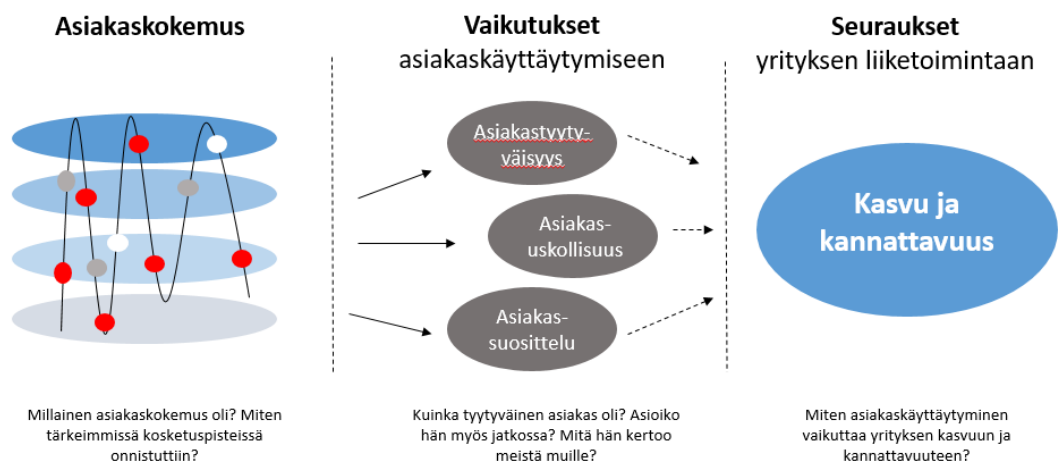 Asiakaskokemus
Vaikutukset
asiakaskäyttäytymiseen
Seuraukset
yrityksen liiketoimintaan
Asiakastyyty-
väisyys
Asiakas-
uskollisuus
Asiakas-
suosittelu
Kasvu ja
kannattavuus
Millainen asiakaskokemus oli? Miten
tärkeimmissä kosketuspisteissä
onnistuttiin?
Kuinka tyytyväinen asiakas oli? Asioiko
hän myös jatkossa? Mitä hän kertoo
meistä muille?
Miten asiakaskäyttäytyminen
vaikuttaa yrityksen kasvuun ja
kannattavuuteen?